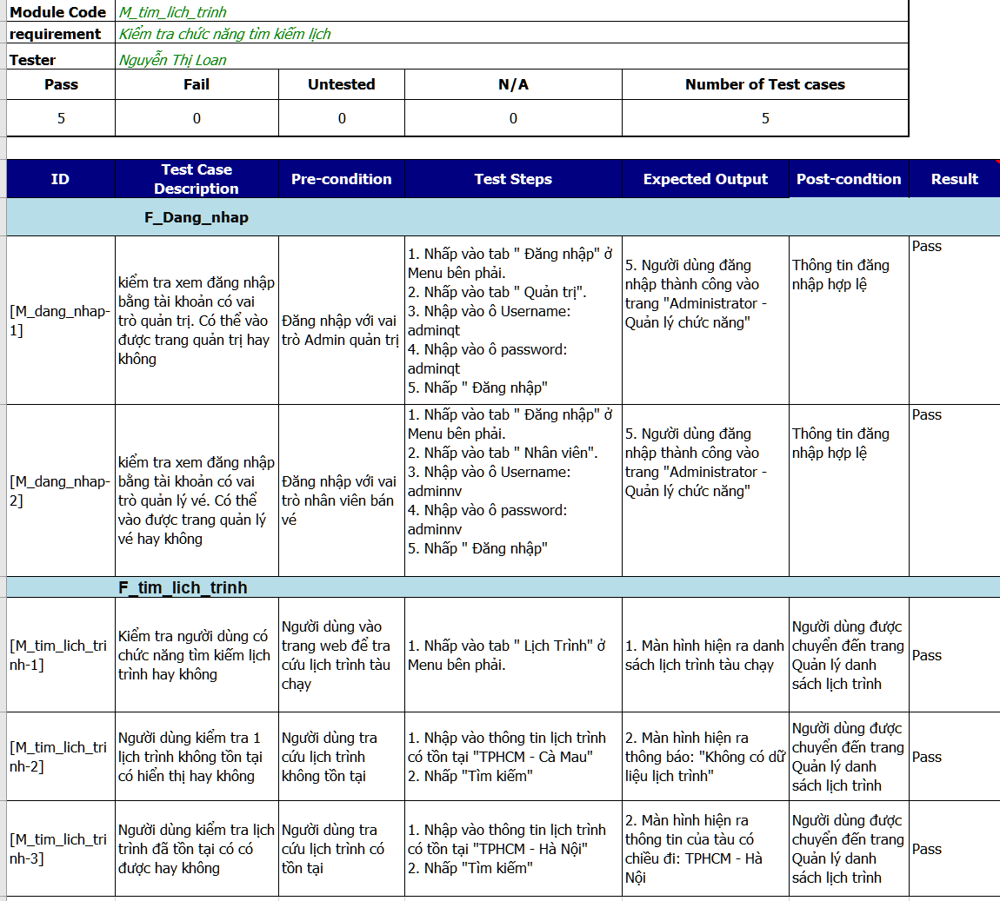 Module Code M_tim_lich_trinh
requirement Kiểm tra chức năng tìm kiếm lịch
Tester Nguyễn Thị Loan
Pass Fail Untested N/A Number of Test cases
5 0 0 0 5
ID Test Case Description Pre-condition Test Steps Expected Output Post-condtion Result
F_Dang_nhap
[M_dang_nhap-
1]
kiểm tra xem đăng nhập
bằng tài khoản có vai
trò quản trị. Có thể vào
được trang quản trị hay
không
Đăng nhập với vai
trò Admin quản trị
1. Nhấp vào tab " Đăng nhập" ở
Menu bên phải.
2. Nhấp vào tab " Quản trị".
3. Nhập vào ô Username:
adminqt
4. Nhập vào ô password:
adminqt
5. Nhấp " Đăng nhập"
5. Người dùng đăng
nhập thành công vào
trang "Administrator -
Quản lý chức năng"
Thông tin đăng
nhập hợp lệ
Pass
[M_dang_nhap-
2]
kiểm tra xem đăng nhập
bằng tài khoản có vai
trò quản lý vé. Có thể
vào được trang quản lý
vé hay không
Đăng nhập với vai
trò nhân viên bán
vé
1. Nhấp vào tab " Đăng nhập" ở
Menu bên phải.
2. Nhấp vào tab " Nhân viên".
3. Nhập vào ô Username:
adminnv
4. Nhập vào ô password:
adminnv
5. Nhấp " Đăng nhập"
5. Người dùng đăng
nhập thành công vào
trang "Administrator -
Quản lý chức năng"
Thông tin đăng
nhập hợp lệ
Pass
F_tim_lich_trinh
[M_tim_lich_tri
nh-1]
Kiểm tra người dùng có
chức năng tìm kiếm lịch
trình hay không
Người dùng vào
trang web để tra
cứu lịch trình tàu
chạy
1. Nhấp vào tab " Lịch Trình" ở
Menu bên phải.
1. Màn hình hiện ra danh
sách lịch trình tàu chạy
Người dùng được
chuyển đến trang
Quản lý danh
sách lịch trình
Pass
[M_tim_lich_tri
nh-2]
Người dùng kiểm tra 1
lịch trình không tồn tại
có hiển thị hay không
Người dùng tra
cứu lịch trình
không tồn tại
1. Nhập vào thông tin lịch trình
có tồn tại "TPHCM - Cà Mau"
2. Nhấp "Tìm kiếm"
2. Màn hình hiện ra
thông báo: "Không có dữ
liệu lịch trình"
Người dùng được
chuyển đến trang
Quản lý danh
sách lịch trình
Pass
[M_tim_lich_tri
nh-3]
Người dùng kiểm tra lịch
trình đã tồn tại có có
được hay không
Người dùng tra
cứu lịch trình có
tồn tại
1. Nhập vào thông tin lịch trình
có tồn tại "TPHCM - Hà Nội"
2. Nhấp "Tìm kiếm"
2. Màn hình hiện ra
thông tin của tàu có
chiều đi: TPHCM - Hà
Nội
Người dùng được
chuyển đến trang
Quản lý danh
sách lịch trình
Pass